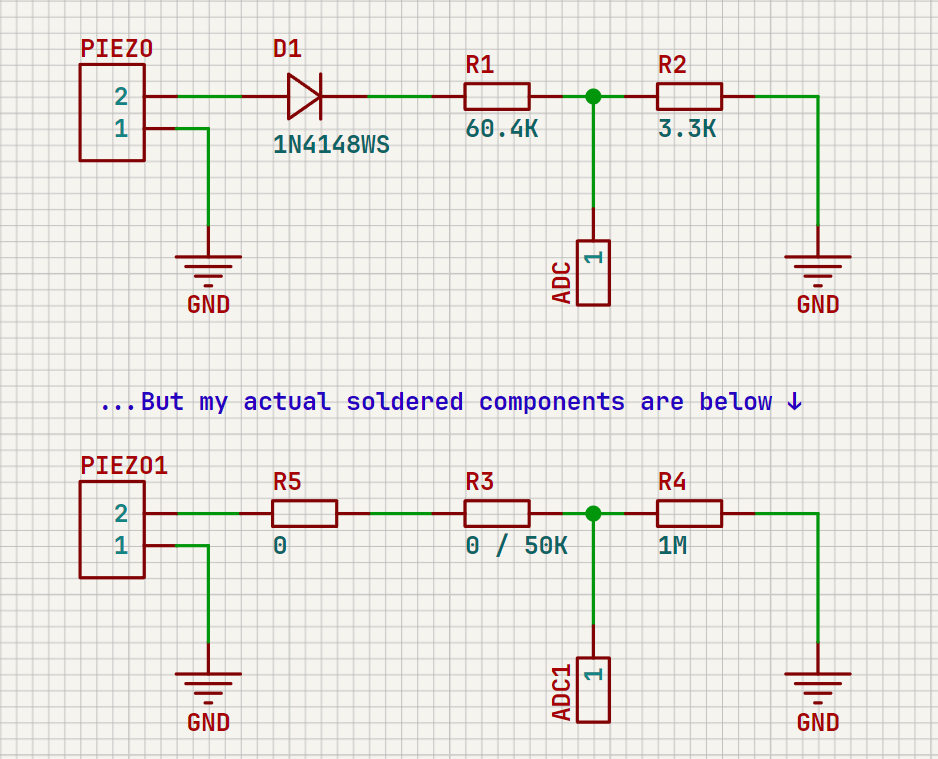 PIEZO
D1
R1
R2
2
1
1N4148WS
60.4K
3.3K
1
ADC
GND
GND
...But my actual soldered components are below ↓
PIEZO1
R5
R3
R4
2
1
0
0 / 50K
1M
1
ADC1
GND
GND